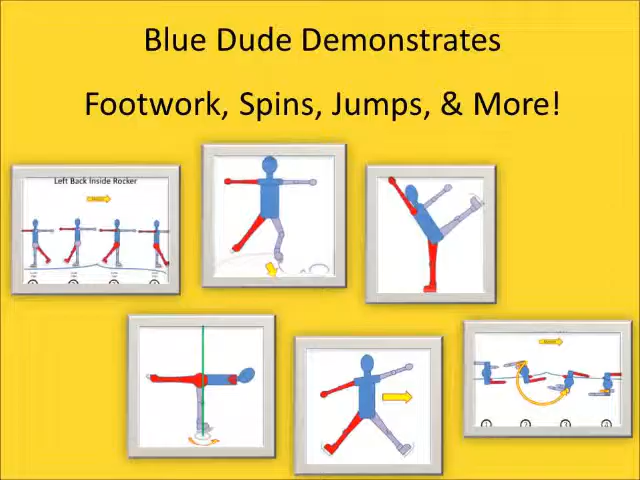 Blue Dude Demonstrates
Footwork, Spins, Jumps, & More!
Left Back Inside Rocker